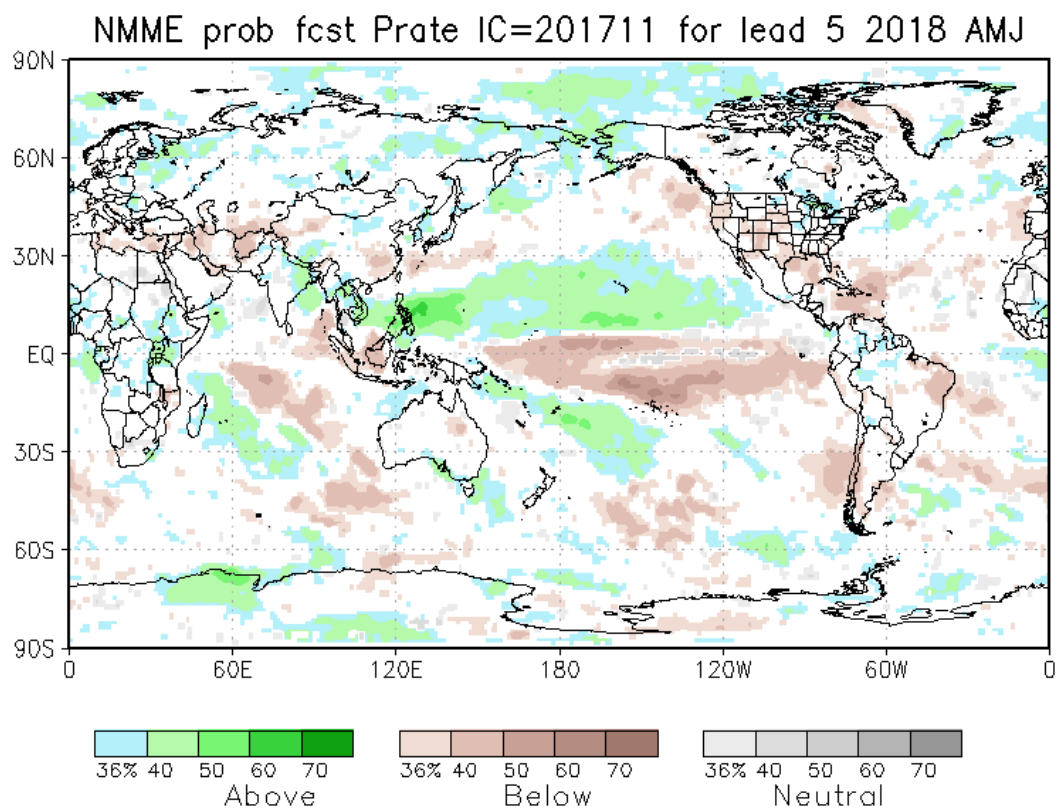 NMME prob fcst Prate IC=201711 for lead 5 2018 AMJ
90N
60N
30N
EQ
30S
60S
90S
0 60E 120E 180 120W 60W 0
36% 40 50 60 70 36% 40 50 60 70 36% 40 50 60 70
Above Below Neutral